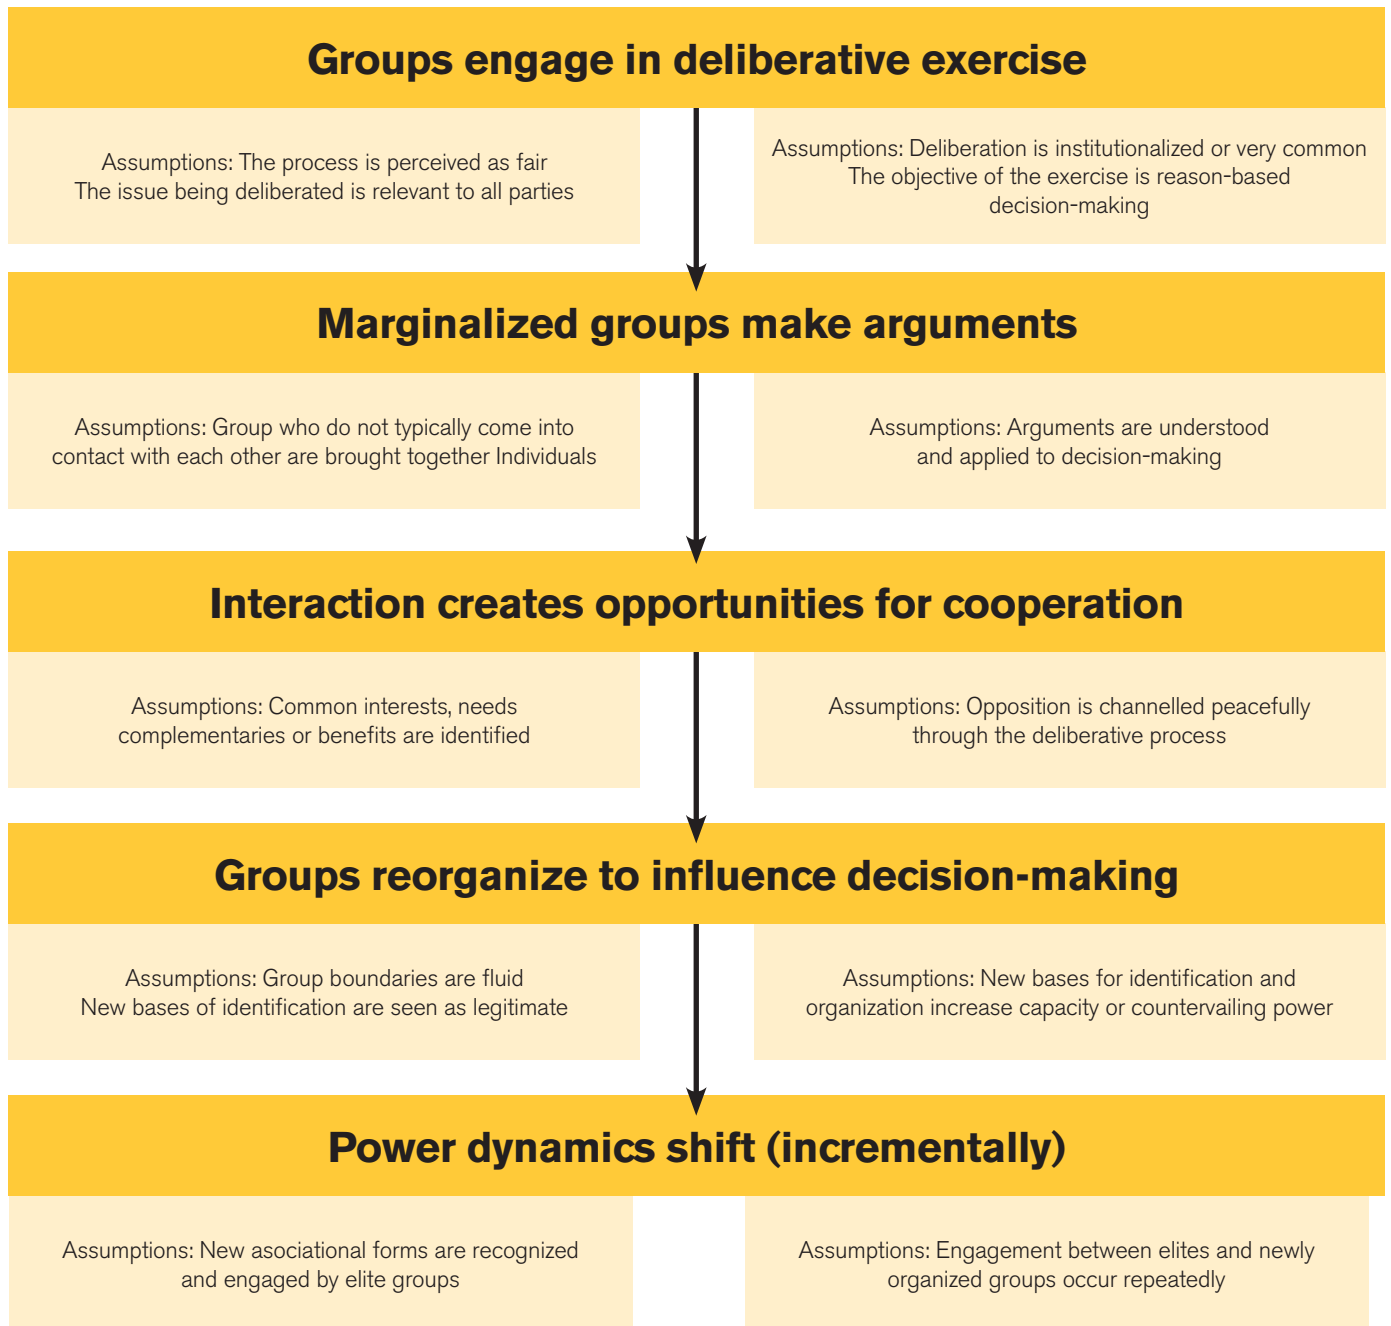 Groups engage in deliberative exercise
Assumptions: The process is perceived as fair
The issue being deliberated is relevant to all parties
Assumptions: Deliberation is institutionalized or very common
The objective of the exercise is reason-based
decision-making
Marginalized groups make arguments
Assumptions: Group who do not typically come into
contact with each other are brought together Individuals
Assumptions: Arguments are understood
and applied to decision-making
Interaction creates opportunities for cooperation
Assumptions: Common interests, needs
complementaries or benefits are identified
Assumptions: Opposition is channelled peacefully
through the deliberative process
Groups reorganize to influence decision-making
Assumptions: Group boundaries are fluid
New bases of identification are seen as legitimate
Assumptions: New bases for identification and
organization increase capacity or countervailing power
Power dynamics shift (incrementally)
Assumptions: New asociational forms are recognized
and engaged by elite groups
Assumptions: Engagement between elites and newly
organized groups occur repeatedly